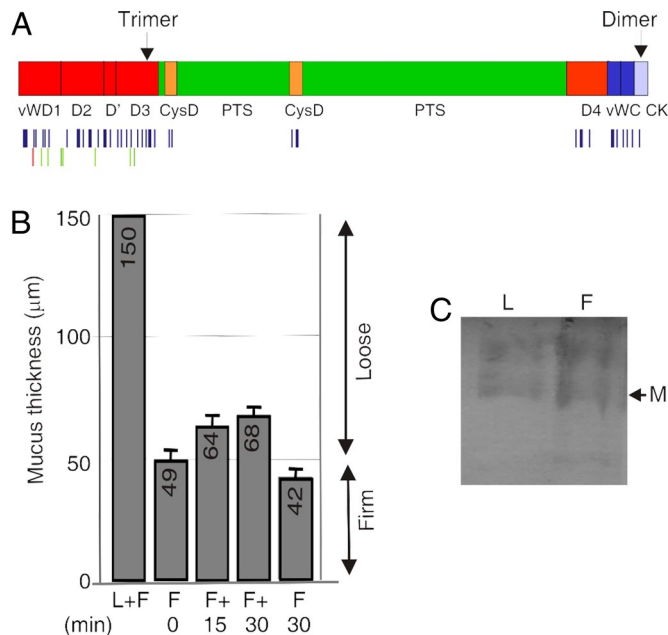 A
Trimer
Dimer
vWD1 D2 D' D3 CysD PTS CysD PTS D4 vWC CK
B
Mucus thickness (μm)
150
100
50
0
150
49
64
68
42
Loose
Firm
L+F F F+ F+ F
(min) 0 15 30 30
C
L F
M